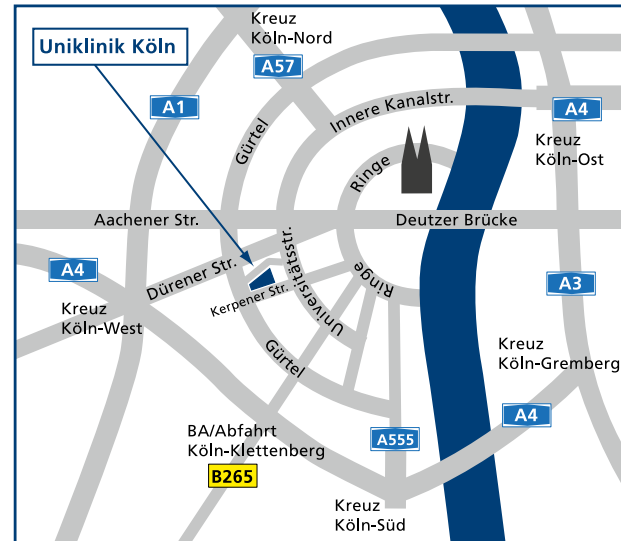 Kreuz
Köln-Nord
Uniklinik Köln
A57
A1
Innere Kanalstr.
A4
Gürtel
Kreuz
Köln-Ost
Ringe
Aachener Str.
Deutzer Brücke
A4
Dürener Str.
Universitätsstr.
Ringe
A3
Kreuz
Köln-West
Kerpener Str.
Gürtel
Kreuz
Köln-Gremberg
A4
BA/Abfahrt
Köln-Klettenberg
A555
B265
Kreuz
Köln-Süd